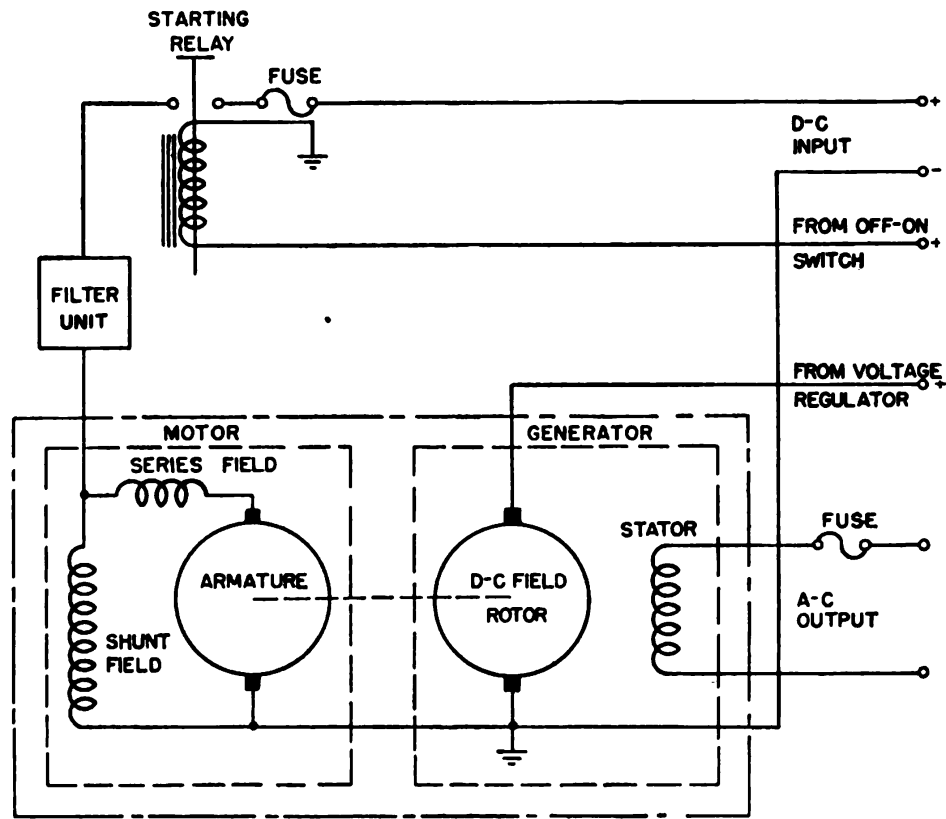 STARTING
RELAY
FUSE
+
D-C
INPUT
-
FROM OFF-ON
+
SWITCH
FILTER
UNIT
FROM VOLTAGE
+
REGULATOR
MOTOR
GENERATOR
SERIES FIELD
STATOR
FUSE
ARMATURE
D-C FIELD
ROTOR
A-C
OUTPUT
SHUNT
FIELD